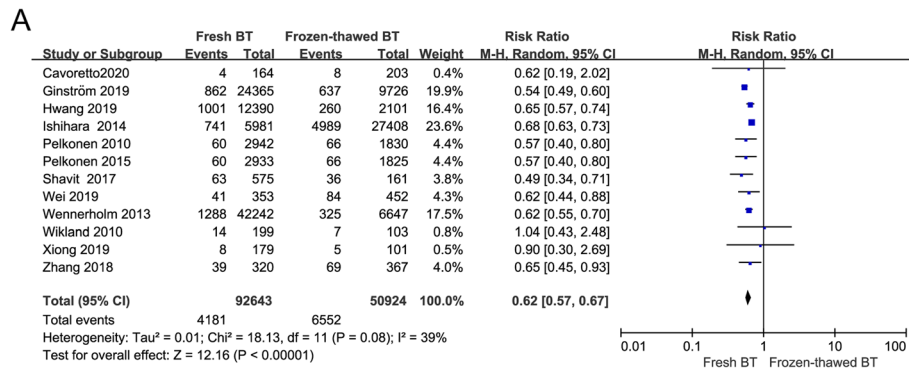 A
Fresh BT Frozen-thawed BT Risk Ratio Risk Ratio
Study or Subgroup Events Total Events Total Weight M-H, Random, 95% CI M-H, Random, 95% CI
Cavoretto2020 4 164 8 203 0.4% 0.62 [0.19, 2.02]
Ginström 2019 862 24365 637 9726 19.9% 0.54 [0.49, 0.60]
Hwang 2019 1001 12390 260 2101 16.4% 0.65 [0.57, 0.74]
Ishihara 2014 741 5981 4989 27408 23.6% 0.68 [0.63, 0.73]
Pelkonen 2010 60 2942 66 1830 4.4% 0.57 [0.40, 0.80]
Pelkonen 2015 60 2933 66 1825 4.4% 0.57 [0.40, 0.80]
Shavit 2017 63 575 36 161 3.8% 0.49 [0.34, 0.71]
Wei 2019 41 353 84 452 4.2% 0.62 [0.44, 0.88]
Wennerholm 2013 1288 42242 325 6647 17.5% 0.62 [0.55, 0.70]
Wikland 2010 14 199 7 103 0.8% 1.04 [0.43, 2.48]
Xiong 2019 8 179 5 101 0.5% 0.90 [0.30, 2.69]
Zhang 2018 39 320 69 367 4.0% 0.65 [0.45, 0.93]
Total (95% CI) 92643 50924 100.0% 0.62 [0.57, 0.67]
Total events 4181 6552
Heterogeneity: Tau² = 0.01; Chi² = 18.13, df = 11 (P = 0.08); I² = 39%
Test for overall effect: Z = 12.16 (P < 0.00001)
0.01 0.1 1 10 100
Fresh BT Frozen-thawed BT